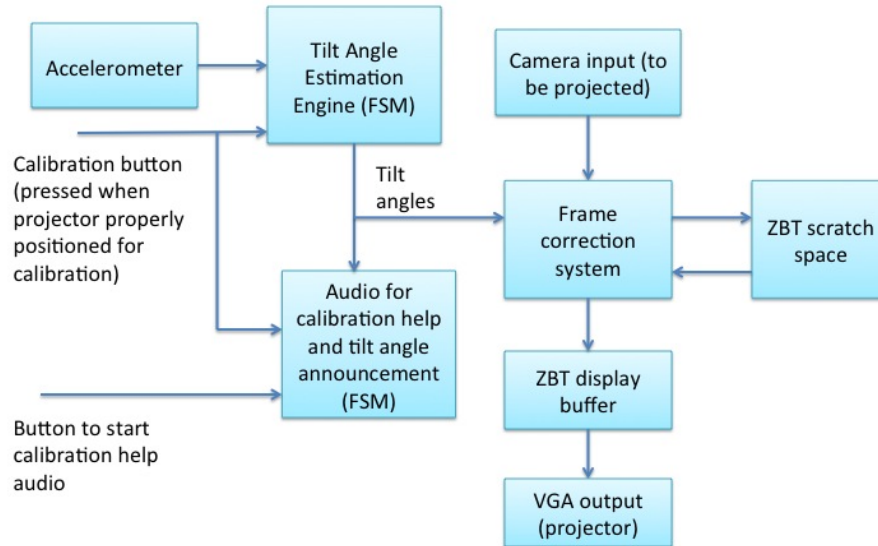 Accelerometer
Tilt Angle
Estimation
Engine (FSM)
Camera input (to
be projected)
Calibration button
(pressed when
projector properly
positioned for
calibration)
Tilt
angles
Frame
correction
system
ZBT scratch
space
Audio for
calibration help
and tilt angle
announcement
(FSM)
ZBT display
buffer
Button to start
calibration help
audio
VGA output
(projector)